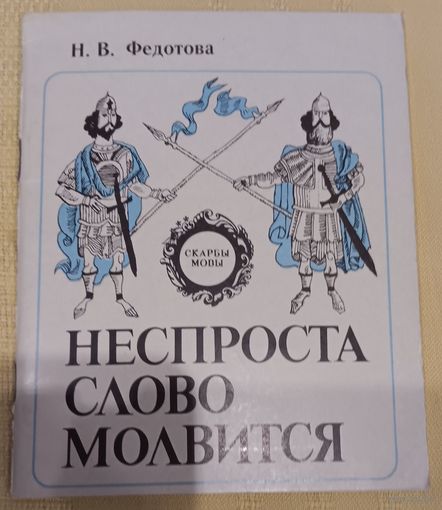 Н. В. Федотова
СКАРБЫ
МОВЫ
НЕСПРОСТА
СЛОВО
МОЛВИТСЯ